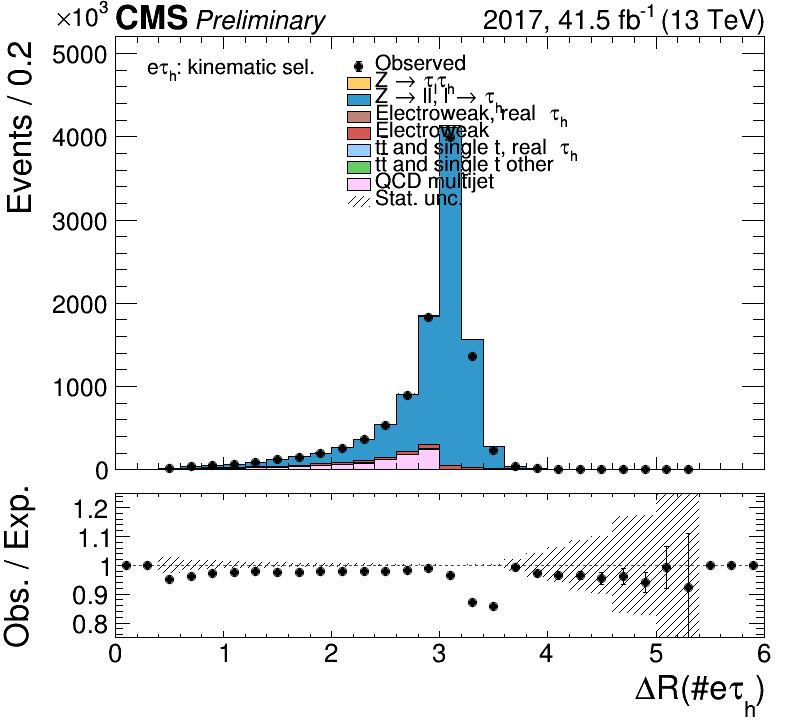 ×10³ CMS Preliminary 2017, 41.5 fb⁻¹ (13 TeV)
eτh: kinematic sel.
Observed
Z → τlτh
Z → ll, l → τh
Electroweak, real τh
Electroweak
tt̄ and single t, real τh
tt̄ and single t other
QCD multijet
Stat. unc.
Events / 0.2
5000
4000
3000
2000
1000
0
Obs. / Exp.
1.2
1.1
1
0.9
0.8
0 1 2 3 4 5 6
ΔR(#eτh)